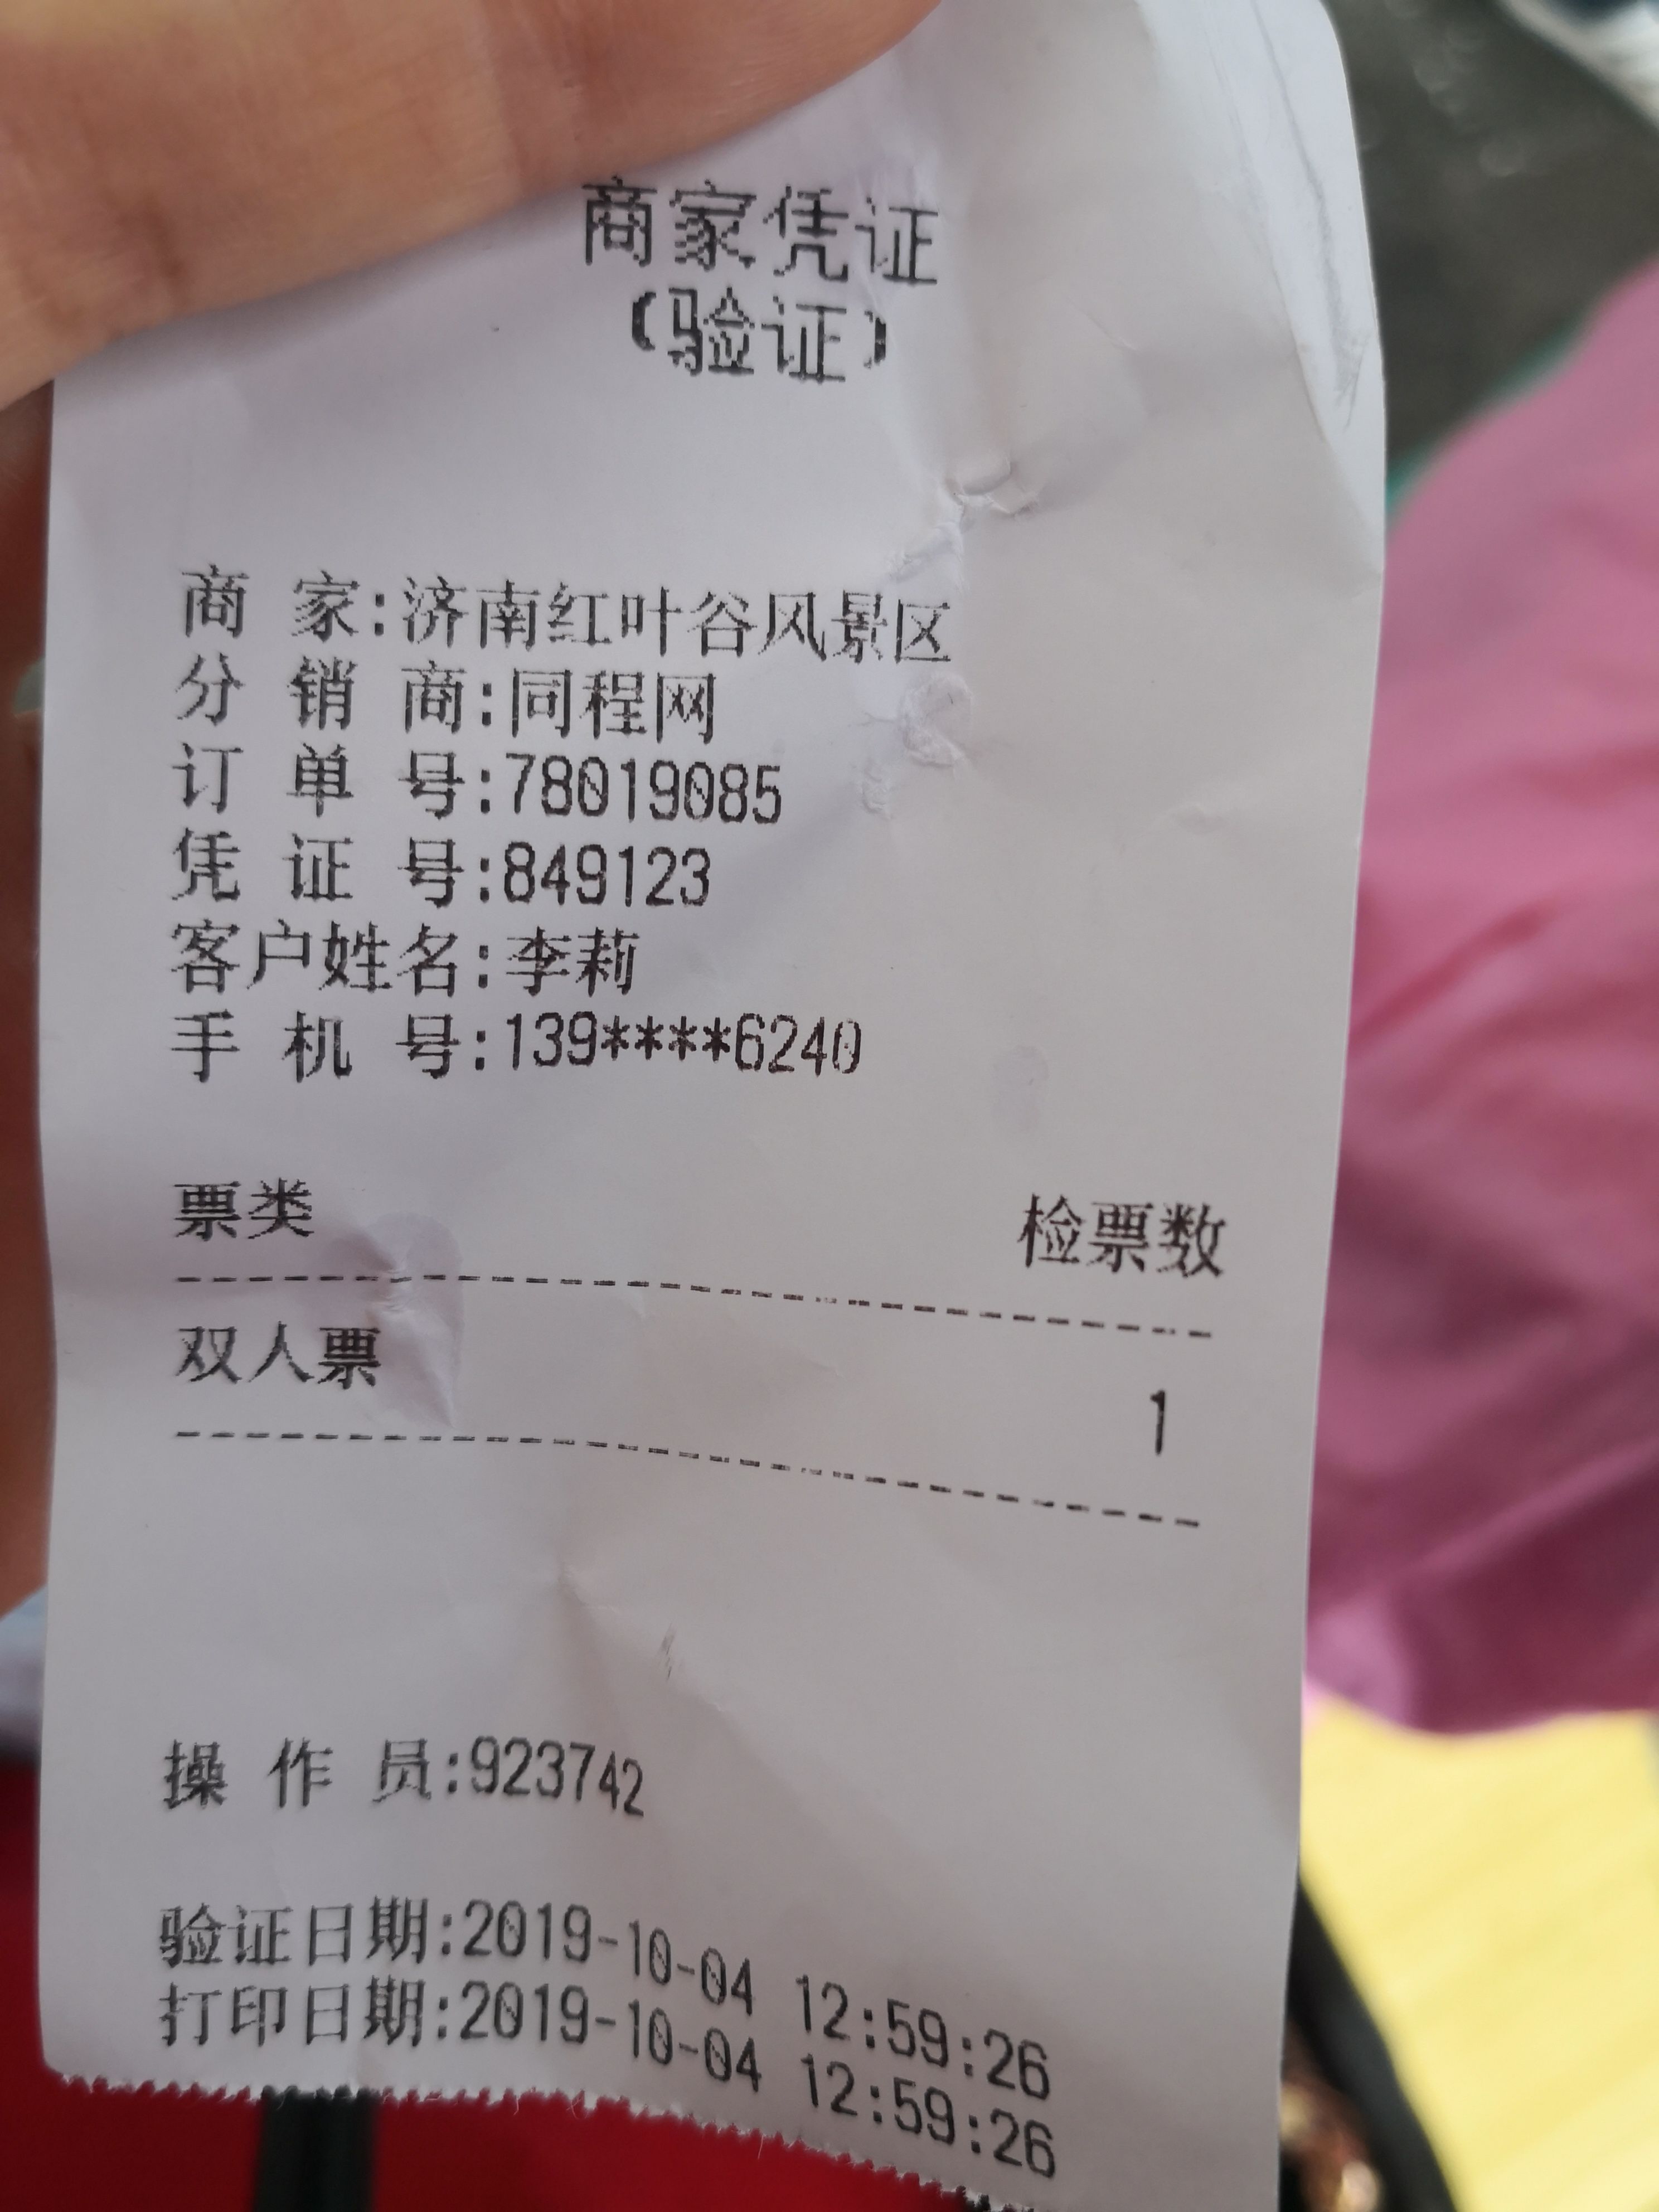 商家凭证
(验证)
商 家:济南红叶谷风景区
分 销 商:同程网
订 单 号:78019085
凭 证 号:849123
客户姓名:李莉
手 机 号:139****6240
票类 检票数
双人票 1
操 作 员:923742
验证日期:2019-10-04 12:59:26
打印日期:2019-10-04 12:59:26